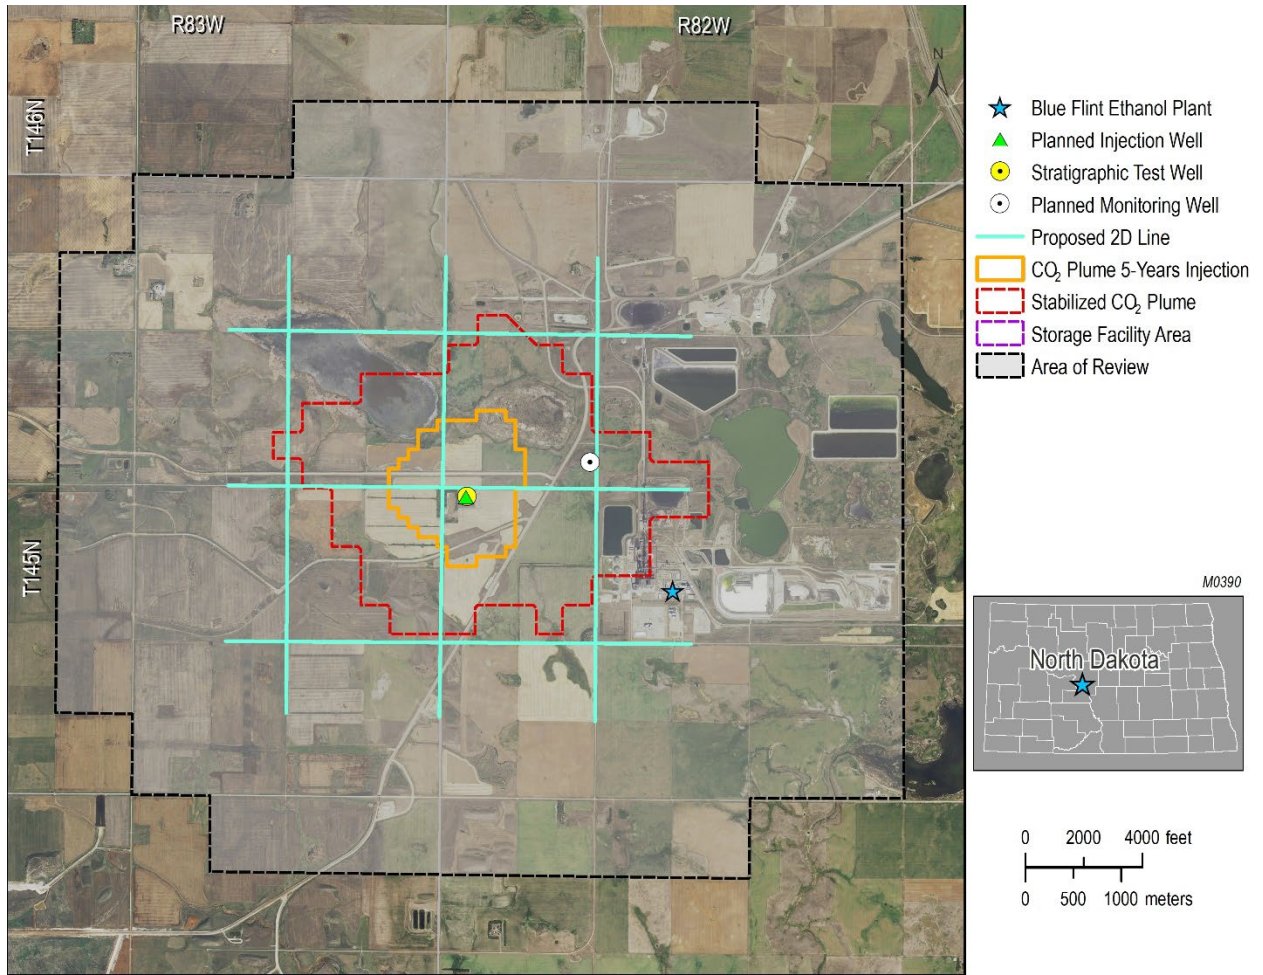 R83W
R82W
T146N
T145N
N
Blue Flint Ethanol Plant
Planned Injection Well
Stratigraphic Test Well
Planned Monitoring Well
Proposed 2D Line
CO₂ Plume 5-Years Injection
Stabilized CO₂ Plume
Storage Facility Area
Area of Review
M0390
North Dakota
0 2000 4000 feet
0 500 1000 meters